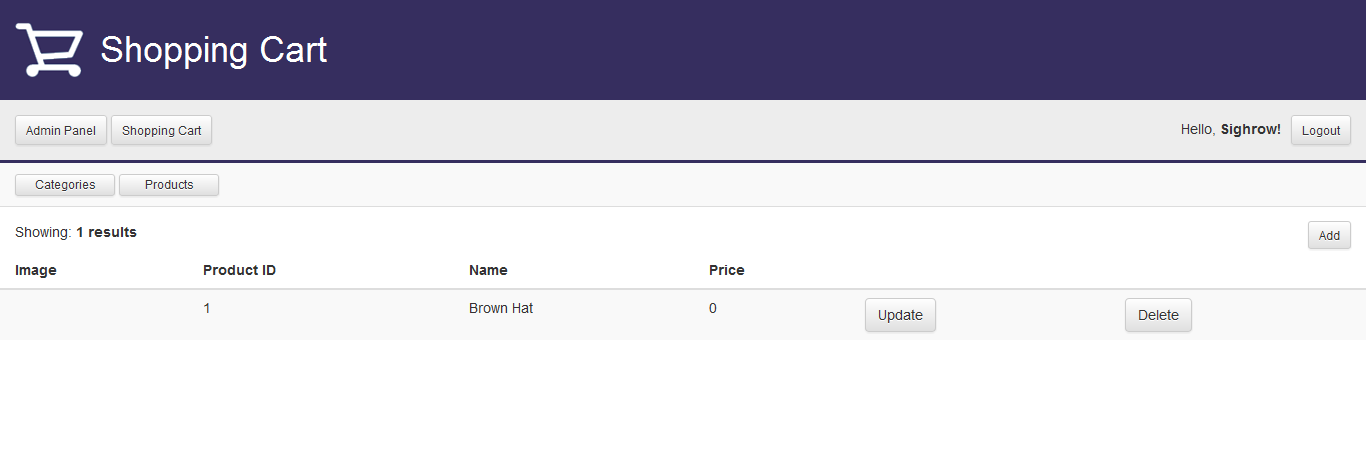 Shopping Cart
Admin Panel Shopping Cart Hello, Sighrow! Logout
Categories Products
Showing: 1 results Add
Image Product ID Name Price
1 Brown Hat 0 Update Delete